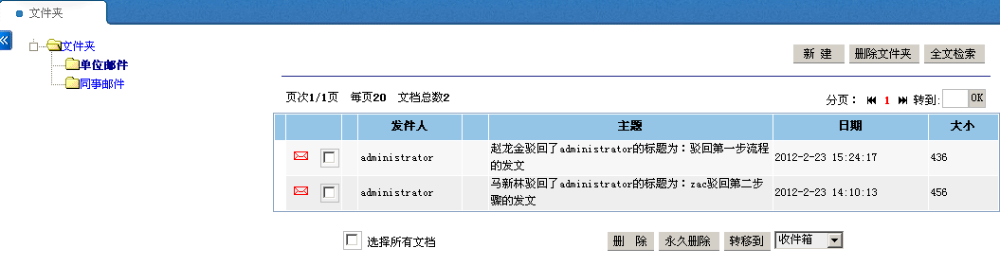 文件夹
文件夹
单位邮件
同事邮件
新 建 删除文件夹 全文检索
页次1/1页 每页20 文档总数2
分页： 1 转到: OK
发件人 主题 日期 大小
administrator 赵龙金驳回了administrator的标题为：驳回第一步流程的发文 2012-2-23 15:24:17 436
administrator 马新林驳回了administrator的标题为：zac驳回第二步骤的发文 2012-2-23 14:10:13 456
选择所有文档 删 除 永久删除 转移到 收件箱